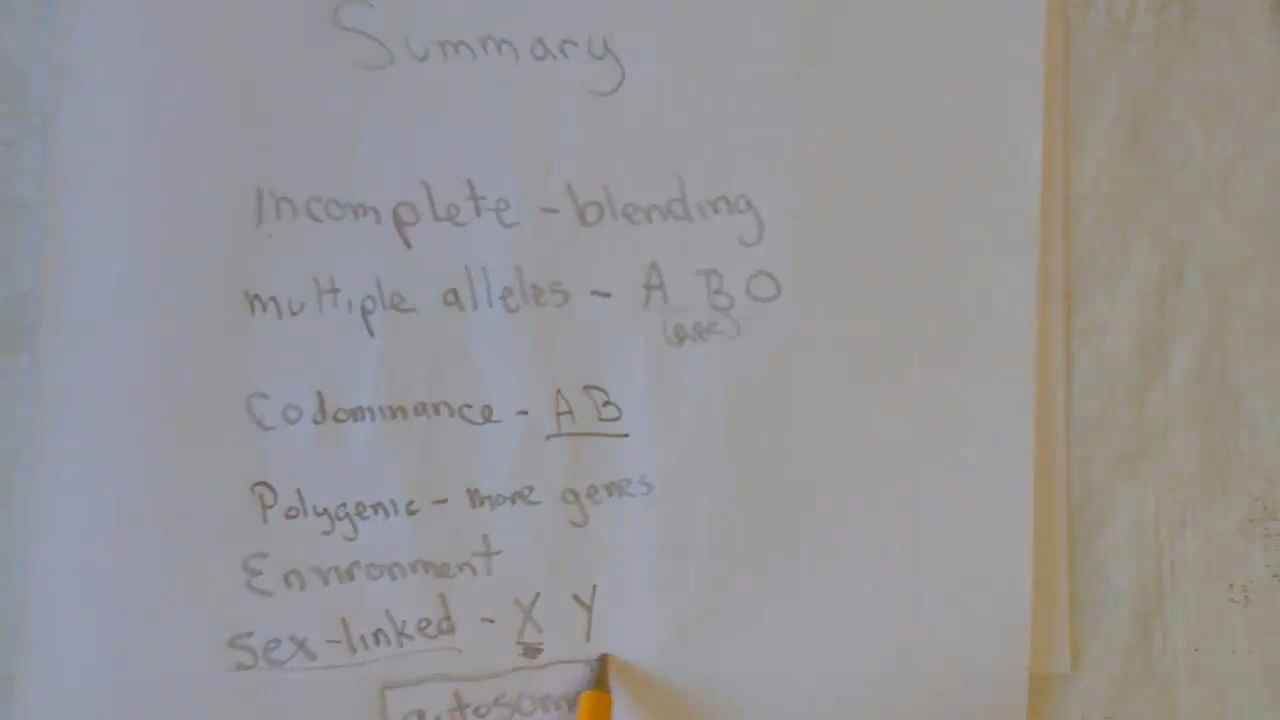 Summary
Incomplete - blending
multiple alleles - A B O
Codominance - AB
Polygenic - more genes
Environment
Sex-linked - X Y